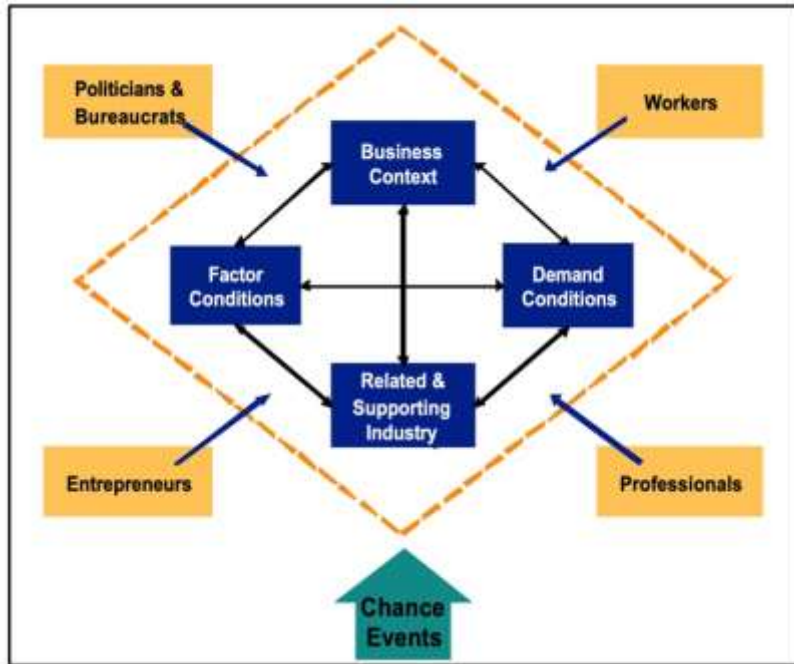 Politicians &
Bureaucrats
Workers
Business
Context
Factor
Conditions
Demand
Conditions
Related &
Supporting
Industry
Entrepreneurs
Professionals
Chance
Events